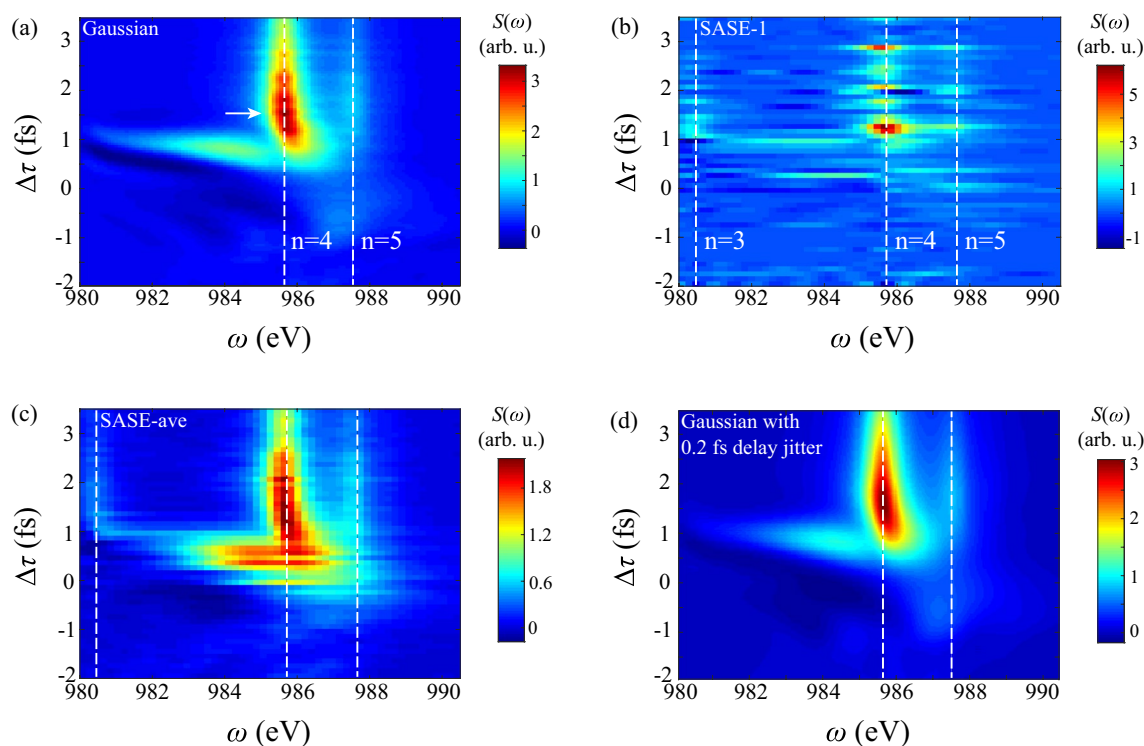 (a)
Gaussian
S(ω)
(arb. u.)
3
2
1
0
Δτ (fs)
3
2
1
0
-1
-2
n=4
n=5
980
982
984
986
988
990
ω (eV)
(b)
SASE-1
S(ω)
(arb. u.)
5
3
1
-1
Δτ (fs)
3
2
1
0
-1
-2
n=3
n=4
n=5
980
982
984
986
988
990
ω (eV)
(c)
SASE-ave
S(ω)
(arb. u.)
1.8
1.2
0.6
0
Δτ (fs)
3
2
1
0
-1
-2
980
982
984
986
988
990
ω (eV)
(d)
Gaussian with
0.2 fs delay jitter
S(ω)
(arb. u.)
3
2
1
0
Δτ (fs)
3
2
1
0
-1
-2
980
982
984
986
988
990
ω (eV)